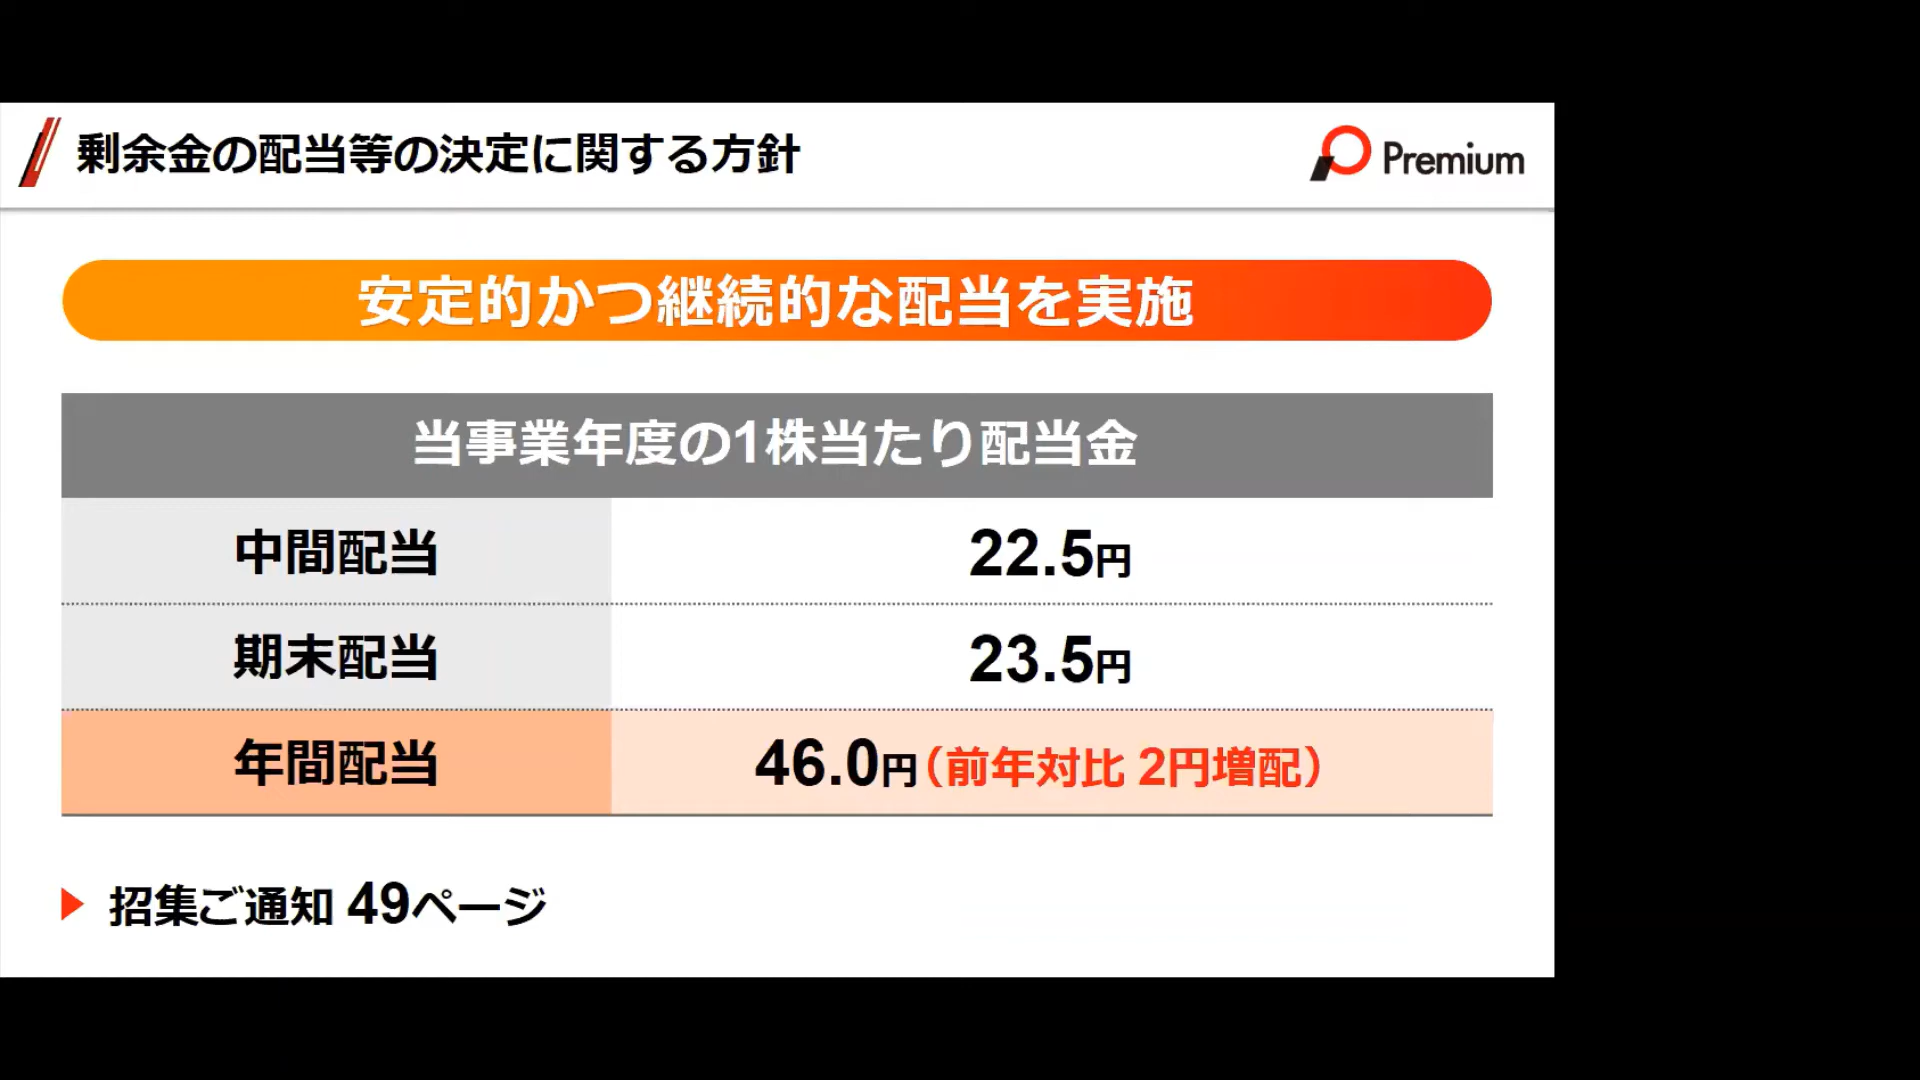 剰余金の配当等の決定に関する方針
Premium
安定的かつ継続的な配当を実施
当事業年度の1株当たり配当金
中間配当 22.5円
期末配当 23.5円
年間配当 46.0円（前年対比 2円増配）
▶ 招集ご通知 49ページ